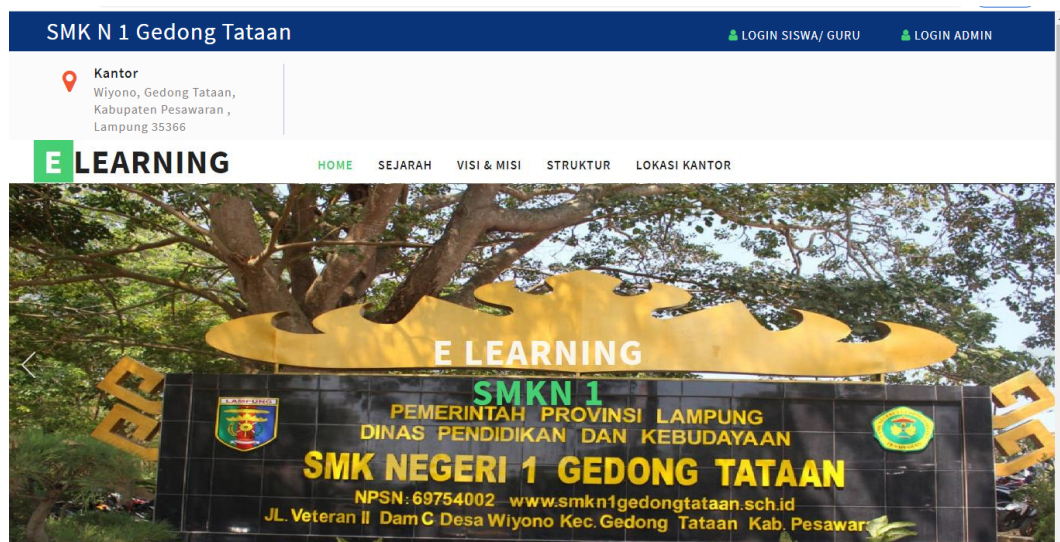 SMK N 1 Gedong Tataan
LOGIN SISWA/ GURU
LOGIN ADMIN
Kantor
Wiyono, Gedong Tataan,
Kabupaten Pesawaran ,
Lampung 35366
E LEARNING
HOME SEJARAH VISI & MISI STRUKTUR LOKASI KANTOR
E LEARNING
SMKN 1
LAMPUNG
PEMERINTAH PROVINSI LAMPUNG
DINAS PENDIDIKAN DAN KEBUDAYAAN
SMK NEGERI 1 GEDONG TATAAN
NPSN: 69754002 www.smkn1gedongtataan.sch.id
JL. Veteran II Dam C Desa Wiyono Kec. Gedong Tataan Kab. Pesawar